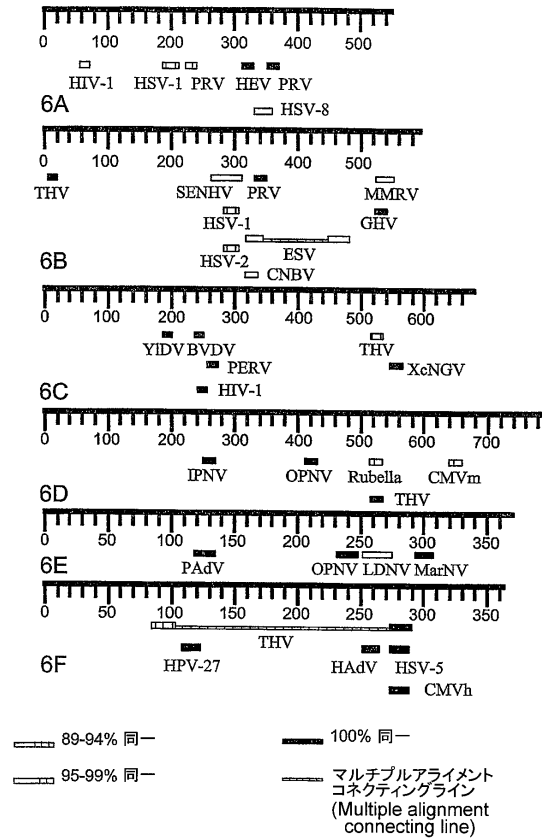 0 100 200 300 400 500
HIV-1 HSV-1 PRV HEV PRV
6A HSV-8
0 100 200 300 400 500
THV SENHV PRV MMRV
HSV-1 GHV
ESV
HSV-2
6B CNBV
0 100 200 300 400 500 600
YiDV BVDV THV
PERV XcNGV
6C HIV-1
0 100 200 300 400 500 600 700
IPNV OPNV Rubella CMVm
6D THV
0 50 100 150 200 250 300 350
6E PAdV OPNV LDNV MarNV
0 50 100 150 200 250 300 350
THV
6F HPV-27 HAdV HSV-5
CMVh
89-94% 同一 100% 同一
95-99% 同一 マルチプルアライメント
コネクティングライン
(Multiple alignment
connecting line)